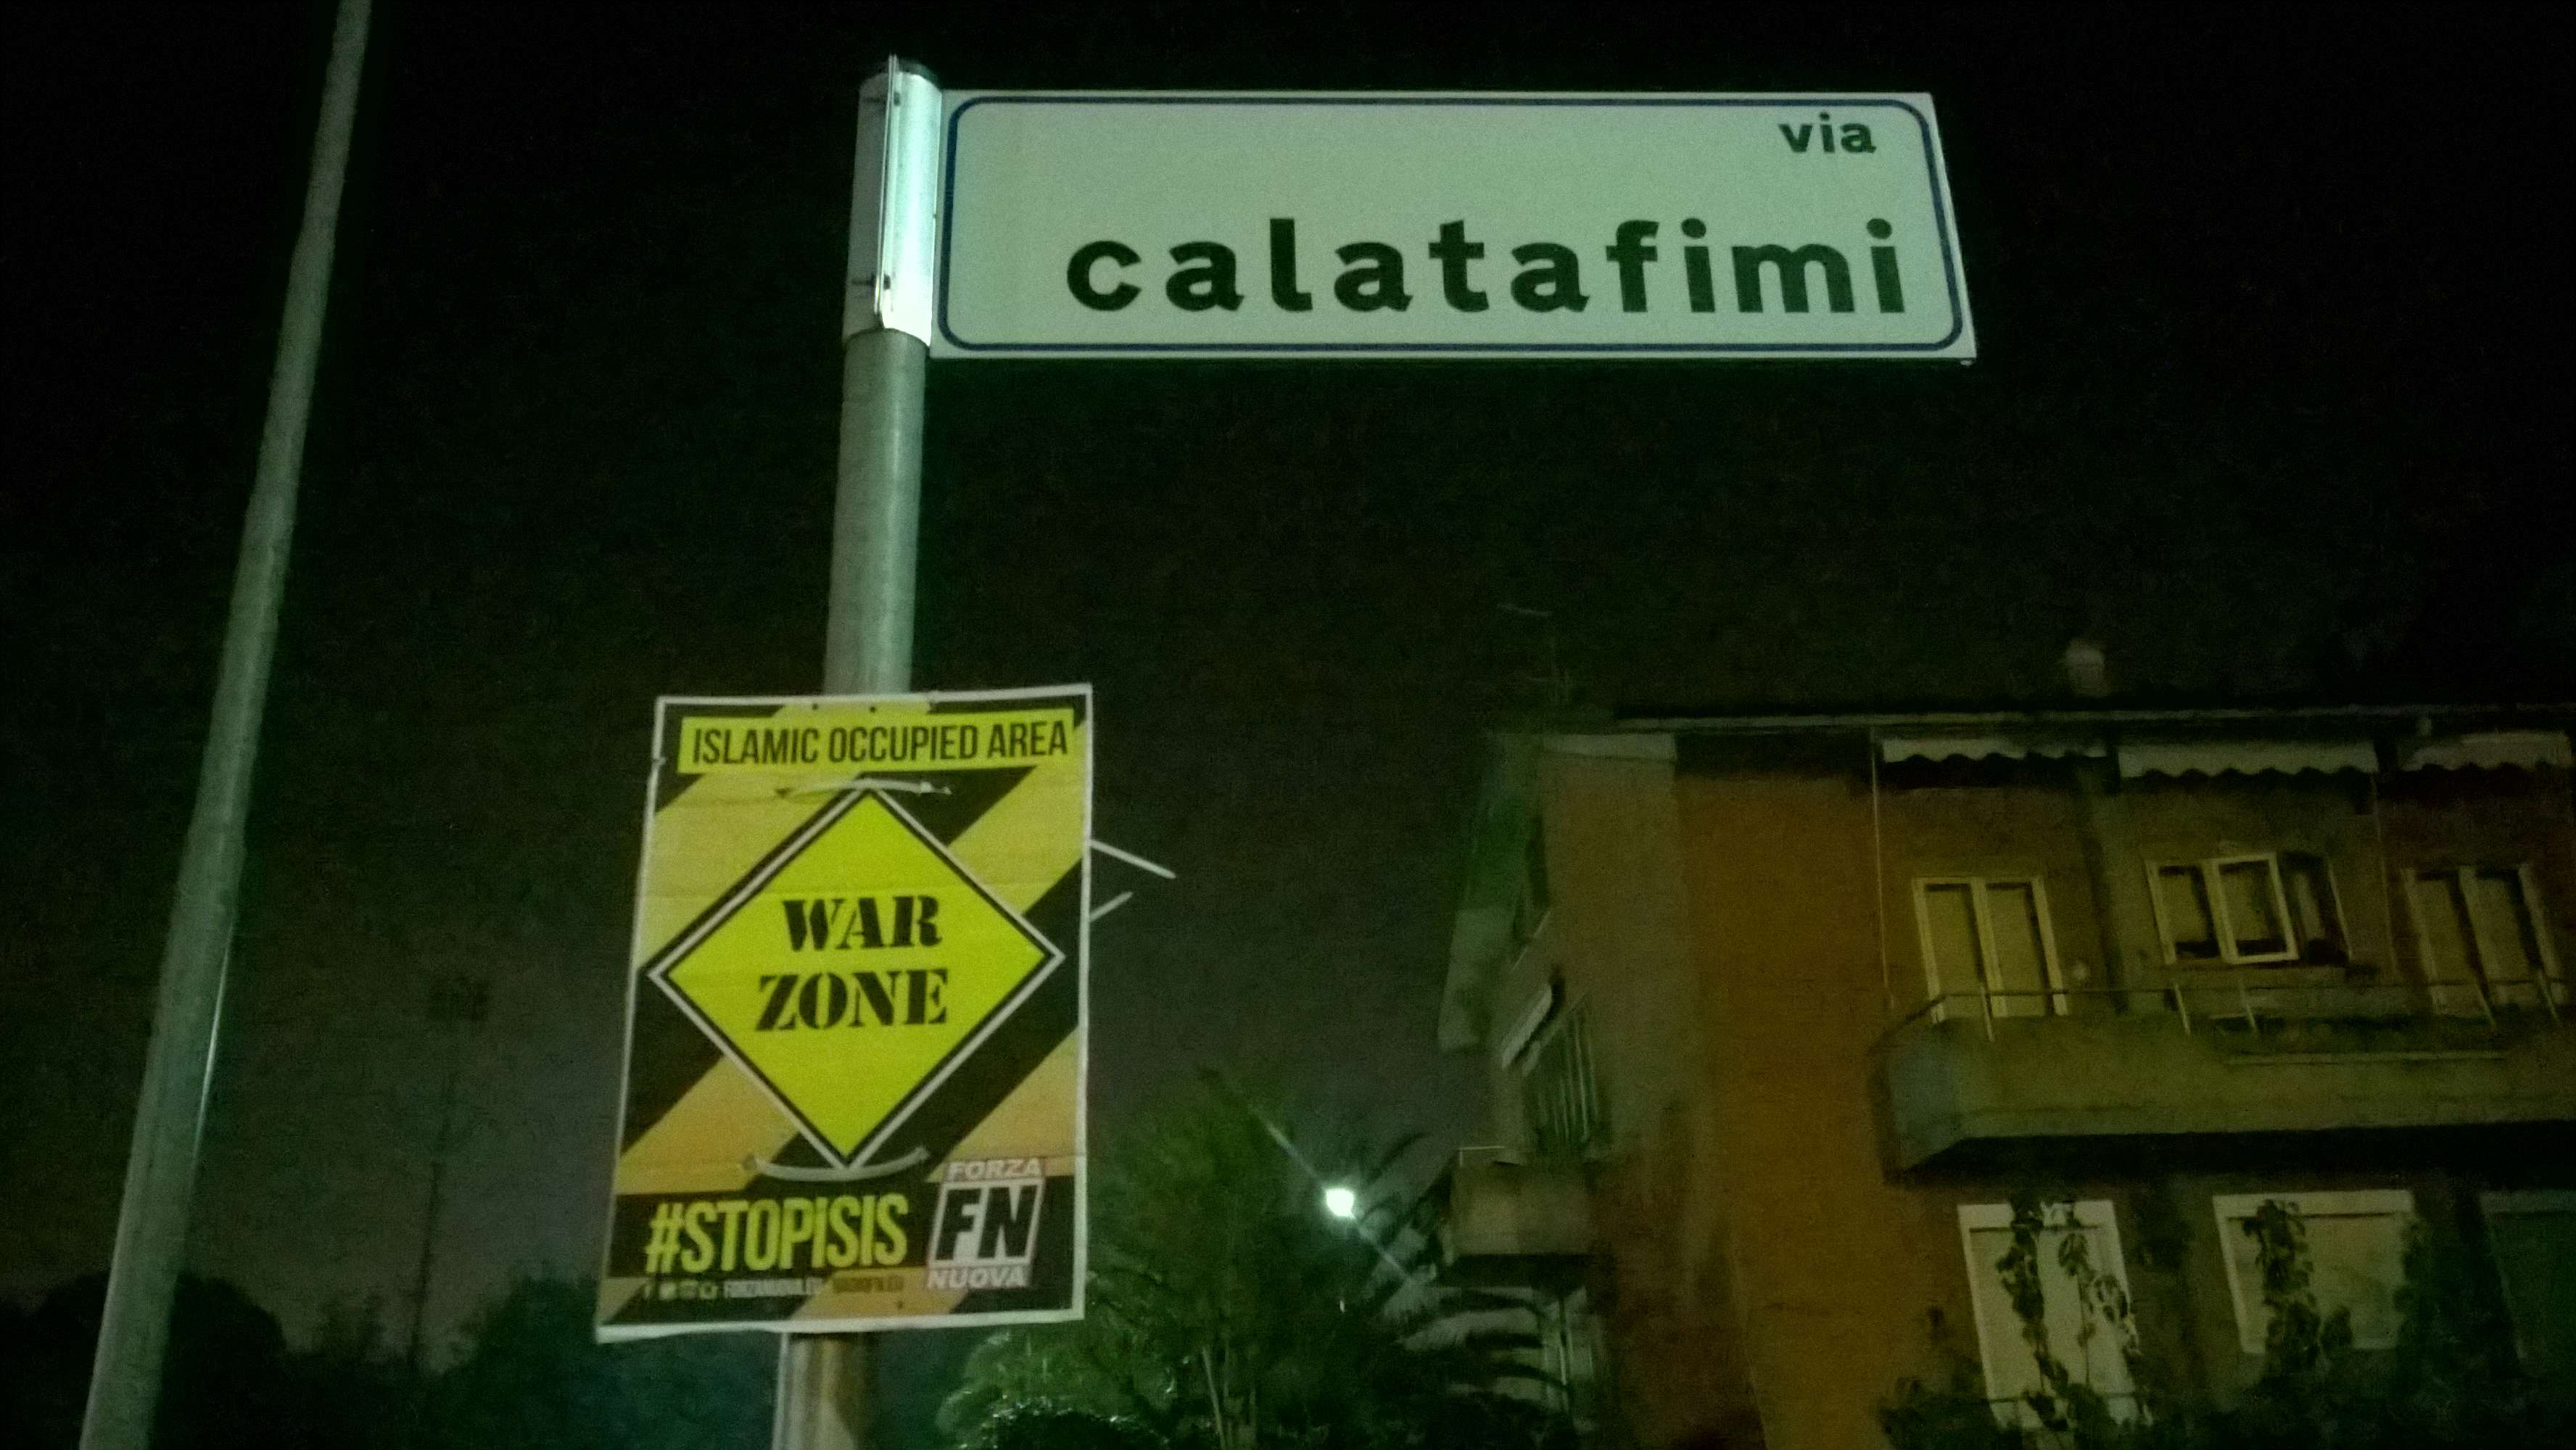 via
calatafimi
ISLAMIC OCCUPIED AREA
WAR
ZONE
#STOPISIS
FORZA
FN
NUOVA